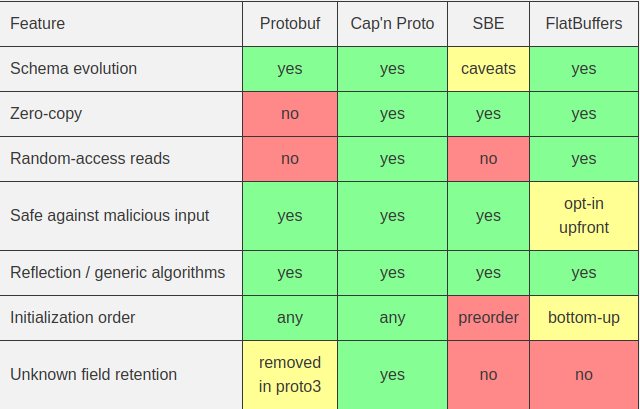 Feature Protobuf Cap'n Proto SBE FlatBuffers
Schema evolution yes yes caveats yes
Zero-copy no yes yes yes
Random-access reads no yes no yes
Safe against malicious input yes yes yes opt-in
upfront
Reflection / generic algorithms yes yes yes yes
Initialization order any any preorder bottom-up
Unknown field retention removed
in proto3 yes no no